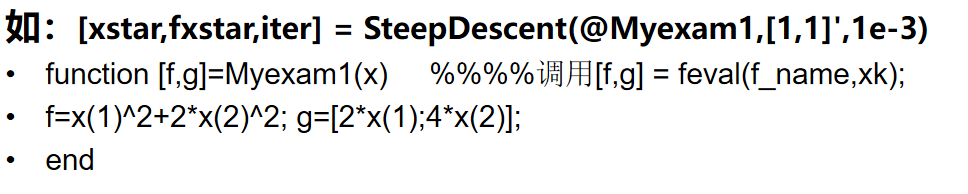 如：[xstar,fxstar,iter] = SteepDescent(@Myexam1,[1,1]',1e-3)
• function [f,g]=Myexam1(x) %%%%调用[f,g] = feval(f_name,xk);
• f=x(1)^2+2*x(2)^2; g=[2*x(1);4*x(2)];
• end